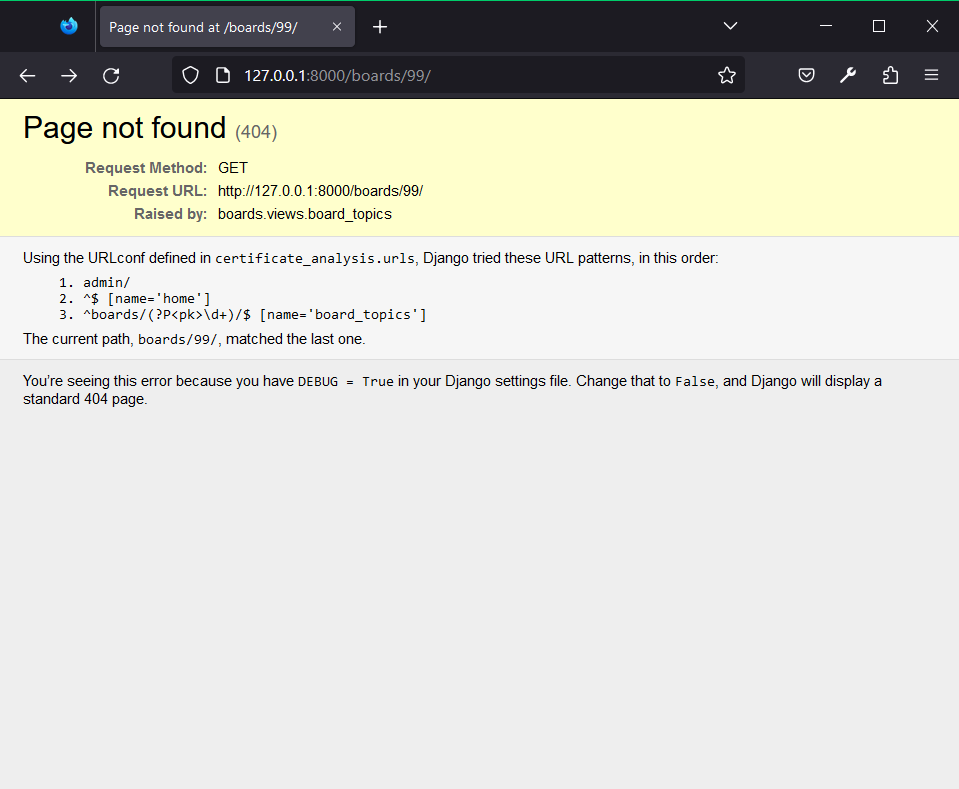 Page not found at /boards/99/
127.0.0.1:8000/boards/99/
Page not found (404)
Request Method: GET
Request URL: http://127.0.0.1:8000/boards/99/
Raised by: boards.views.board_topics
Using the URLconf defined in certificate_analysis.urls, Django tried these URL patterns, in this order:
1. admin/
2. ^$ [name='home']
3. ^boards/(?P<pk>\d+)/$ [name='board_topics']
The current path, boards/99/, matched the last one.
You’re seeing this error because you have DEBUG = True in your Django settings file. Change that to False, and Django will display a
standard 404 page.